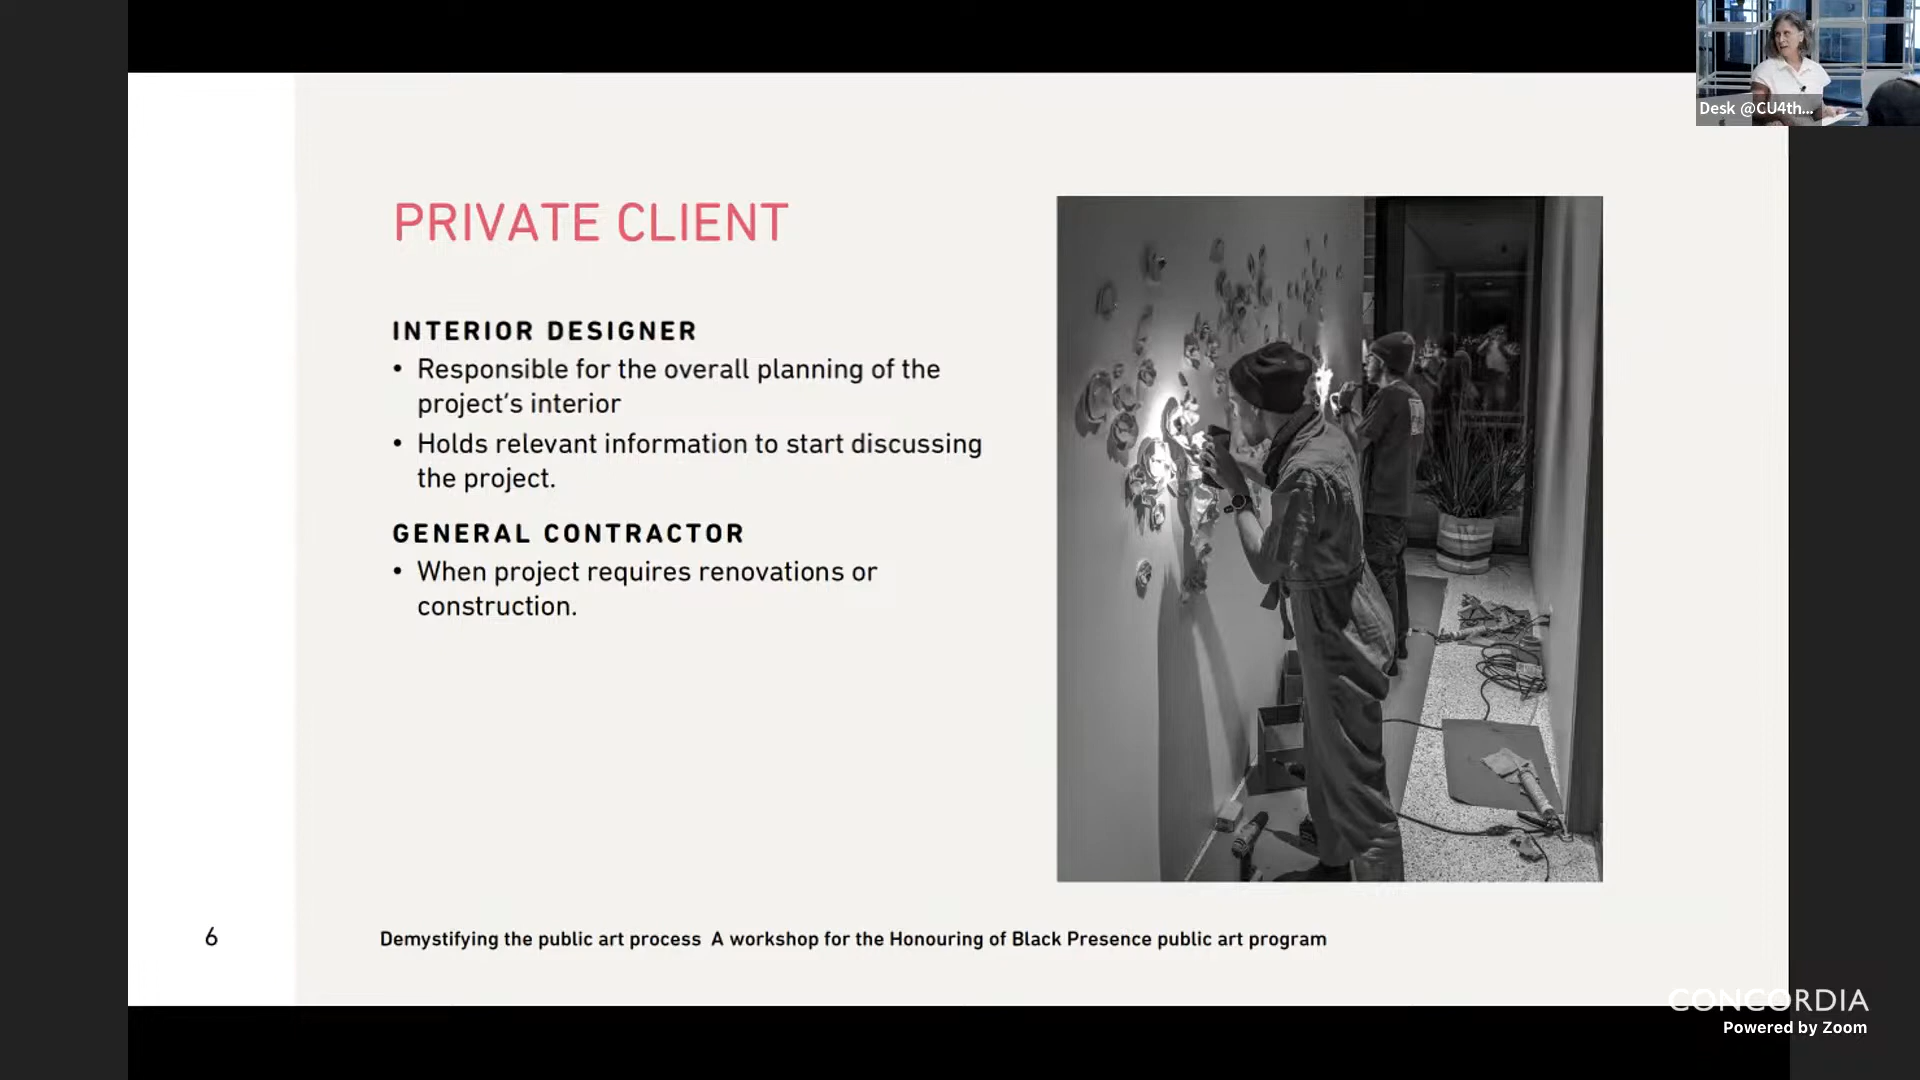 Desk @CU4th...
PRIVATE CLIENT
INTERIOR DESIGNER
• Responsible for the overall planning of the
project's interior
• Holds relevant information to start discussing
the project.
GENERAL CONTRACTOR
• When project requires renovations or
construction.
6
Demystifying the public art process A workshop for the Honouring of Black Presence public art program
CONCORDIA
Powered by Zoom